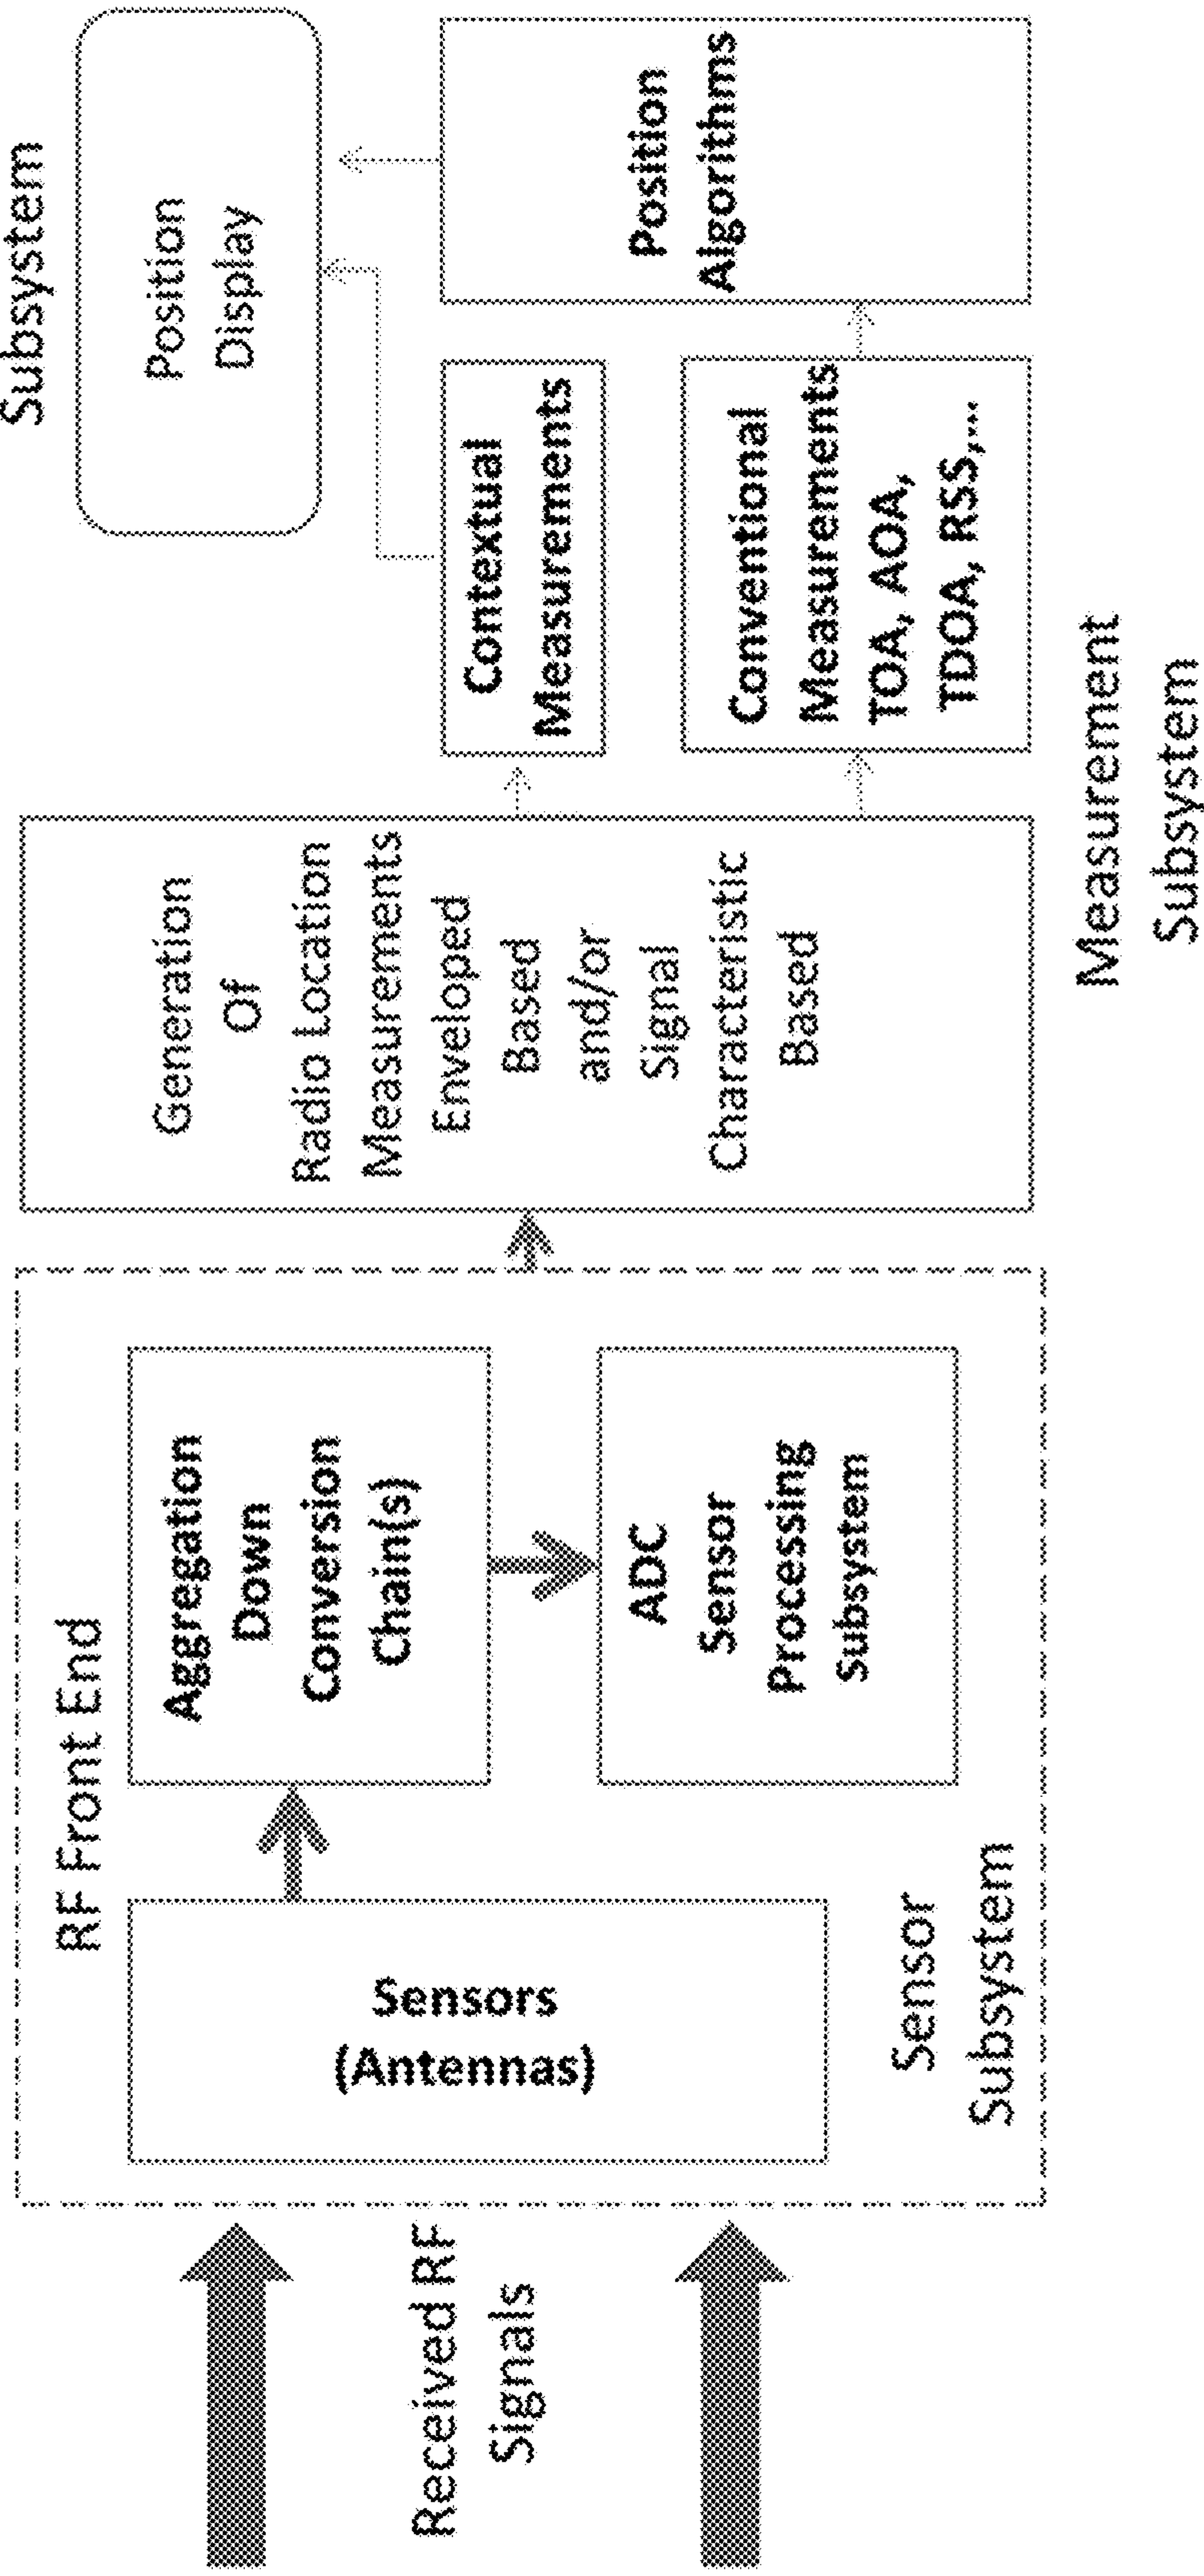 Received RF
Signals
RF Front End
Sensors
(Antennas)
Aggregation
Down
Conversion
Chain(s)
ADC
Sensor
Processing
Subsystem
Sensor
Subsystem
Generation
Of
Radio Location
Measurements
Enveloped
Based
and/or
Signal
Characteristic
Based
Contextual
Measurements
Conventional
Measurements
TOA, AOA,
TDOA, RSS,...
Measurement
Subsystem
Subsystem
Position
Display
Position
Algorithms